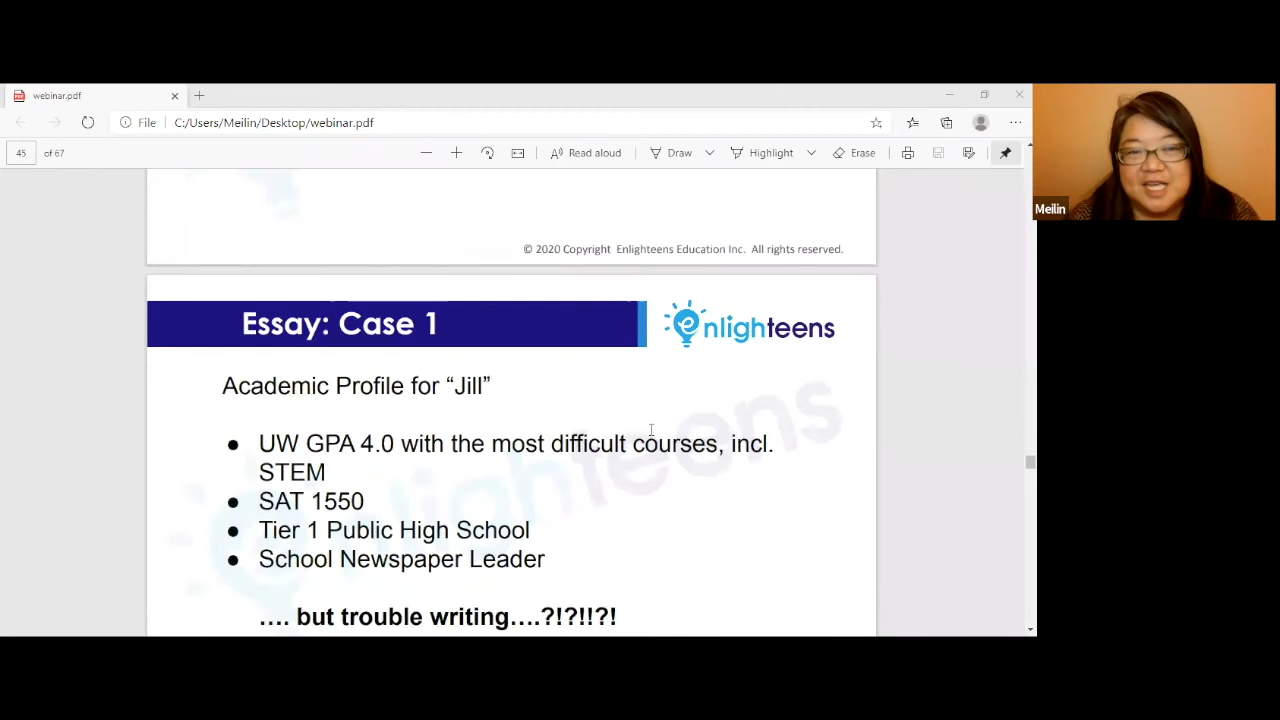 webinar.pdf
File C:/Users/Meilin/Desktop/webinar.pdf
45 of 67 Read aloud Draw Highlight Erase
Meilin
© 2020 Copyright Enlighteens Education Inc. All rights reserved.
Essay: Case 1 enlighteens
Academic Profile for “Jill”
● UW GPA 4.0 with the most difficult courses, incl.
STEM
● SAT 1550
● Tier 1 Public High School
● School Newspaper Leader
…. but trouble writing….?!?!!?!
enlighteens